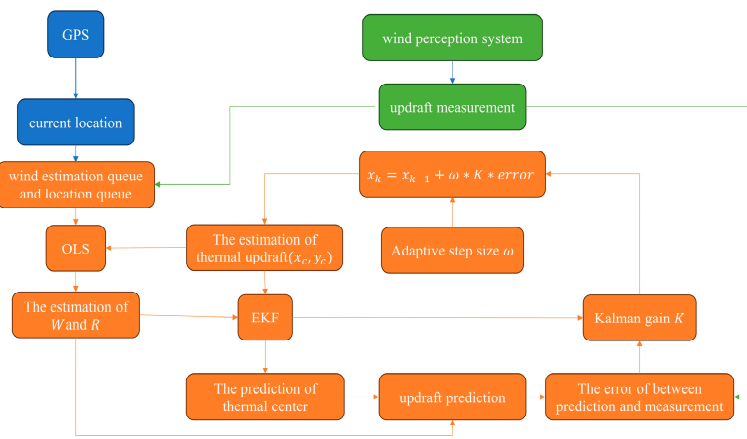 GPS
wind perception system
current location
updraft measurement
wind estimation queue
and location queue
x_k = x_{k-1} + ω * K * error
OLS
The estimation of
thermal updraft(x_c, y_c)
Adaptive step size ω
The estimation of
W and R
EKF
Kalman gain K
The prediction of
thermal center
updraft prediction
The error of between
prediction and measurement